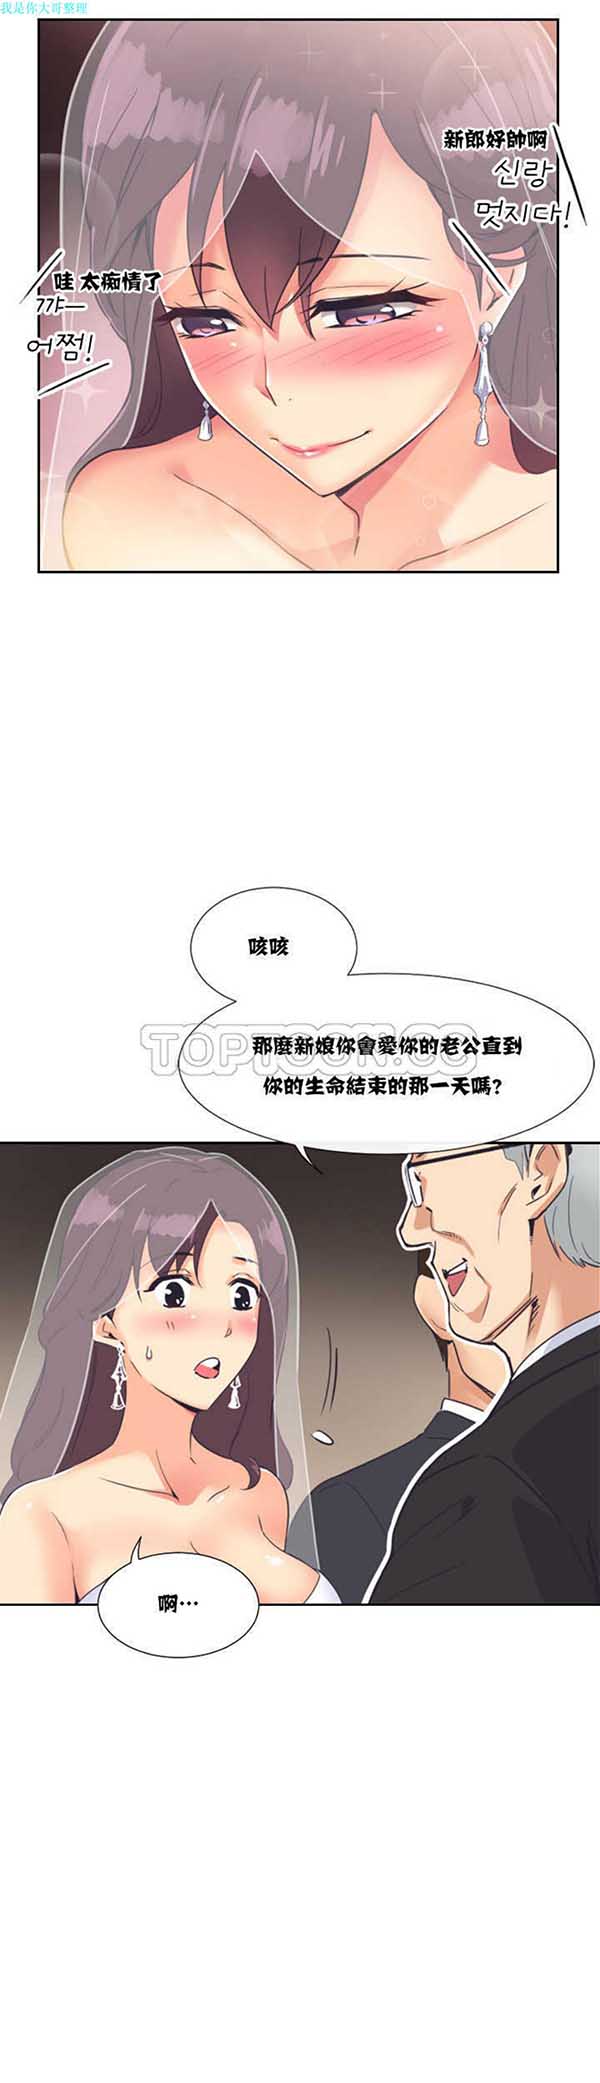 我是你大哥整理
新郎好帥啊
신랑
멋지다!
哇 太痴情了
꺄—
어쩜!
咳咳
TOPTOON.CO
那麼新娘你會愛你的老公直到
你的生命結束的那一天嗎?
啊…